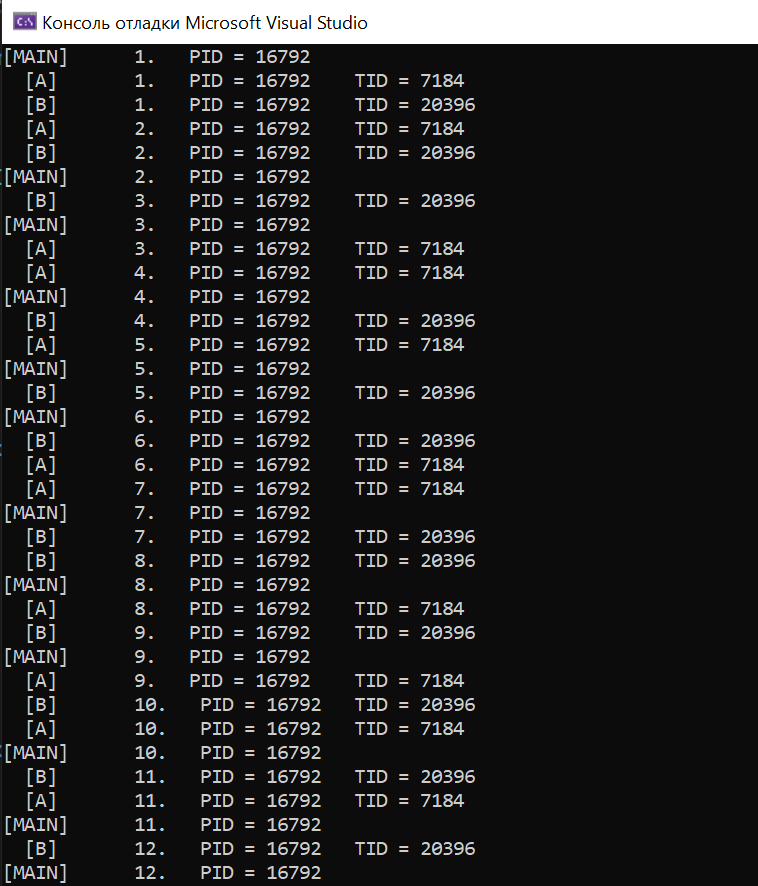 C:\ Консоль отладки Microsoft Visual Studio
[MAIN] 1. PID = 16792
[A] 1. PID = 16792 TID = 7184
[B] 1. PID = 16792 TID = 20396
[A] 2. PID = 16792 TID = 7184
[B] 2. PID = 16792 TID = 20396
[MAIN] 2. PID = 16792
[B] 3. PID = 16792 TID = 20396
[MAIN] 3. PID = 16792
[A] 3. PID = 16792 TID = 7184
[A] 4. PID = 16792 TID = 7184
[MAIN] 4. PID = 16792
[B] 4. PID = 16792 TID = 20396
[A] 5. PID = 16792 TID = 7184
[MAIN] 5. PID = 16792
[B] 5. PID = 16792 TID = 20396
[MAIN] 6. PID = 16792
[B] 6. PID = 16792 TID = 20396
[A] 6. PID = 16792 TID = 7184
[A] 7. PID = 16792 TID = 7184
[MAIN] 7. PID = 16792
[B] 7. PID = 16792 TID = 20396
[B] 8. PID = 16792 TID = 20396
[MAIN] 8. PID = 16792
[A] 8. PID = 16792 TID = 7184
[B] 9. PID = 16792 TID = 20396
[MAIN] 9. PID = 16792
[A] 9. PID = 16792 TID = 7184
[B] 10. PID = 16792 TID = 20396
[A] 10. PID = 16792 TID = 7184
[MAIN] 10. PID = 16792
[B] 11. PID = 16792 TID = 20396
[A] 11. PID = 16792 TID = 7184
[MAIN] 11. PID = 16792
[B] 12. PID = 16792 TID = 20396
[MAIN] 12. PID = 16792